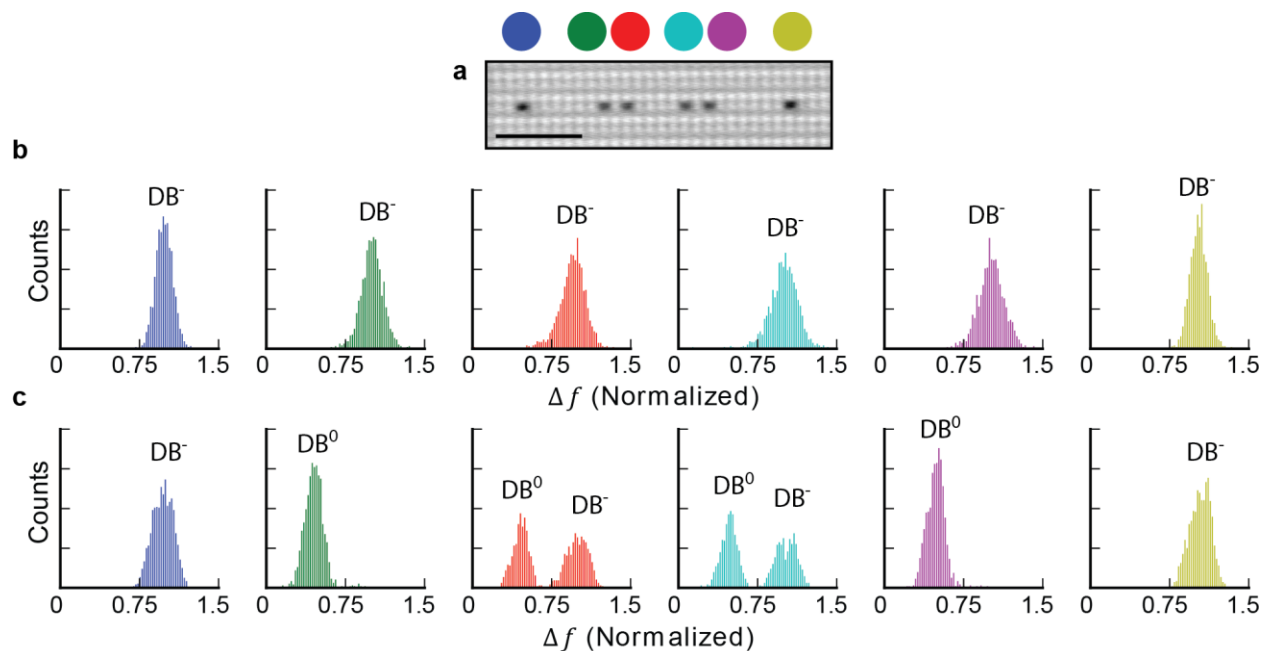 a
b
DB⁻ DB⁻ DB⁻ DB⁻ DB⁻ DB⁻
Counts
0 0.75 1.5 0 0.75 1.5 0 0.75 1.5 0 0.75 1.5 0 0.75 1.5 0 0.75 1.5
Δf (Normalized)
c
DB⁻ DB⁰ DB⁰ DB⁻ DB⁰ DB⁻ DB⁰ DB⁻
Counts
0 0.75 1.5 0 0.75 1.5 0 0.75 1.5 0 0.75 1.5 0 0.75 1.5 0 0.75 1.5
Δf (Normalized)